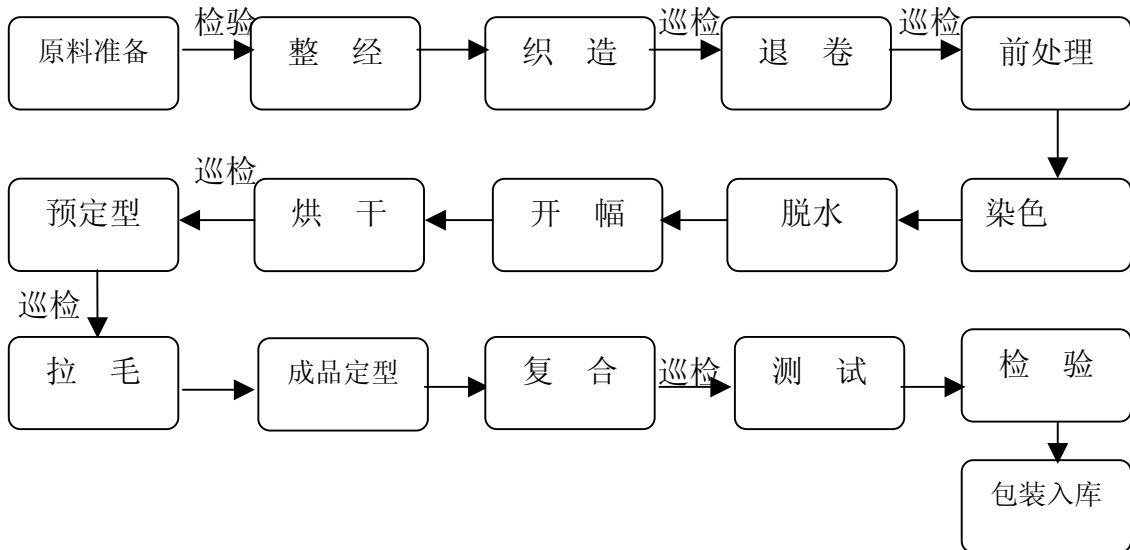 原料准备
检验
整 经
织 造
巡检
退 卷
巡检
前处理
染色
脱水
开 幅
烘 干
巡检
预定型
巡检
拉 毛
成品定型
复 合
巡检
测 试
检 验
包装入库